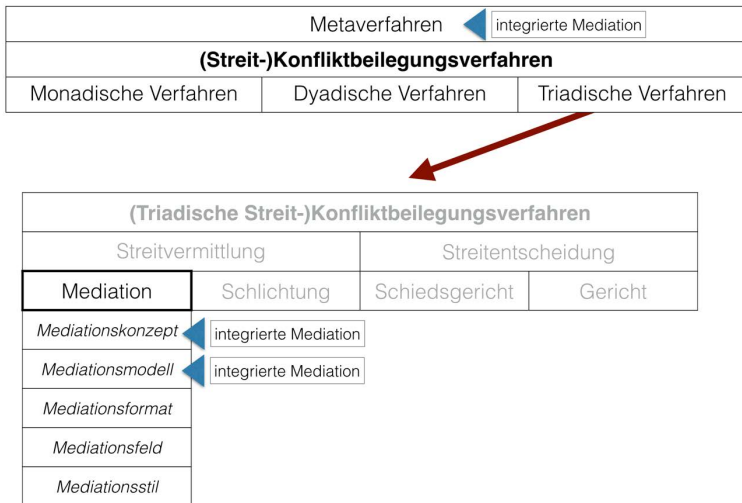 Metaverfahren integrierte Mediation
(Streit-)Konfliktbeilegungsverfahren
Monadische Verfahren Dyadische Verfahren Triadische Verfahren
(Triadische Streit-)Konfliktbeilegungsverfahren
Streitvermittlung Streitentscheidung
Mediation Schlichtung Schiedsgericht Gericht
Mediationskonzept integrierte Mediation
Mediationsmodell integrierte Mediation
Mediationsformat
Mediationsfeld
Mediationsstil